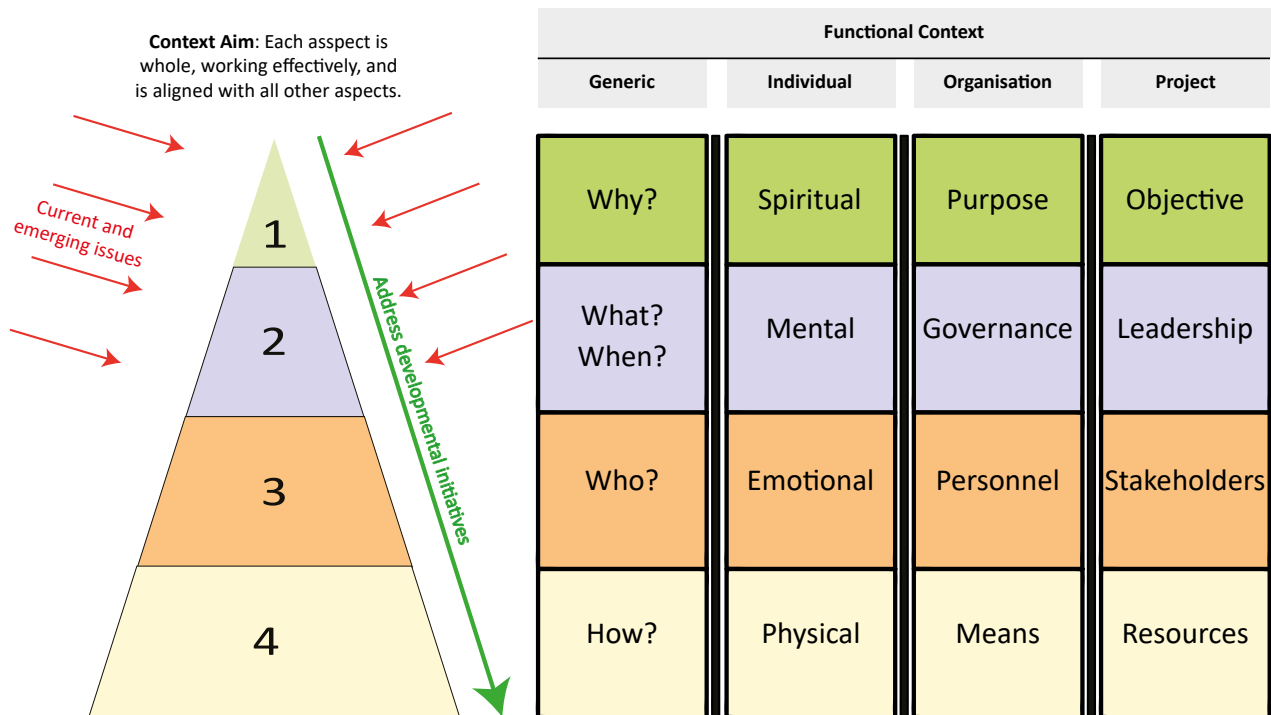 Context Aim: Each asspect is
whole, working effectively, and
is aligned with all other aspects.
Current and
emerging issues
1
2
3
4
Address developmental initiatives
Functional Context
Generic
Individual
Organisation
Project
Why?
Spiritual
Purpose
Objective
What?
When?
Mental
Governance
Leadership
Who?
Emotional
Personnel
Stakeholders
How?
Physical
Means
Resources